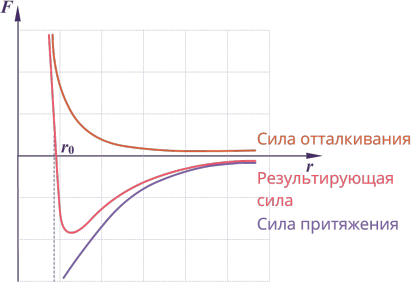 F
r₀
Сила отталкивания
r
Результирующая
сила
Сила притяжения